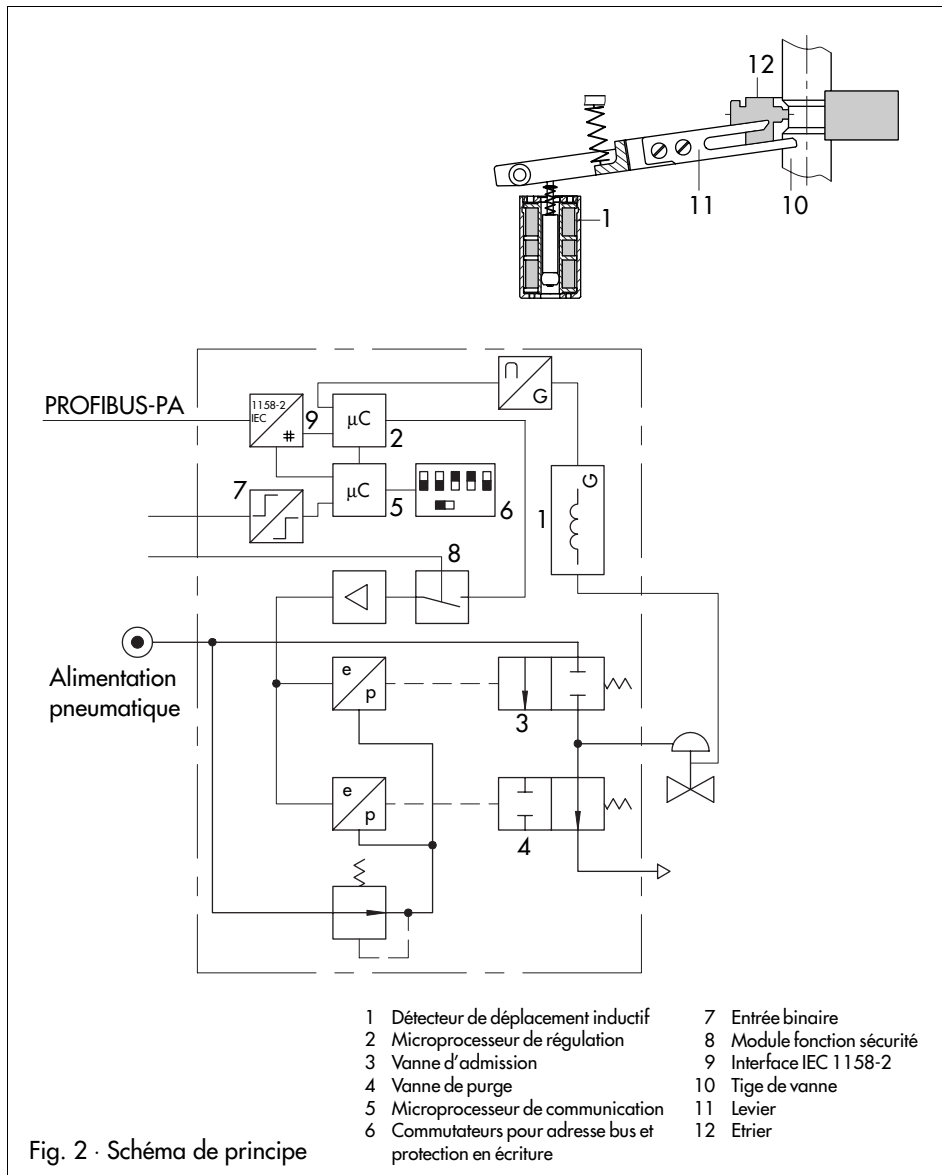 12
1
11
10
PROFIBUS-PA
1158-2
IEC
#
9
µC
2
G
7
µC
5
6
1
G
8
Alimentation
pneumatique
e
p
3
e
p
4
1 Détecteur de déplacement inductif
2 Microprocesseur de régulation
3 Vanne d'admission
4 Vanne de purge
5 Microprocesseur de communication
6 Commutateurs pour adresse bus et
protection en écriture
7 Entrée binaire
8 Module fonction sécurité
9 Interface IEC 1158-2
10 Tige de vanne
11 Levier
12 Etrier
Fig. 2 · Schéma de principe